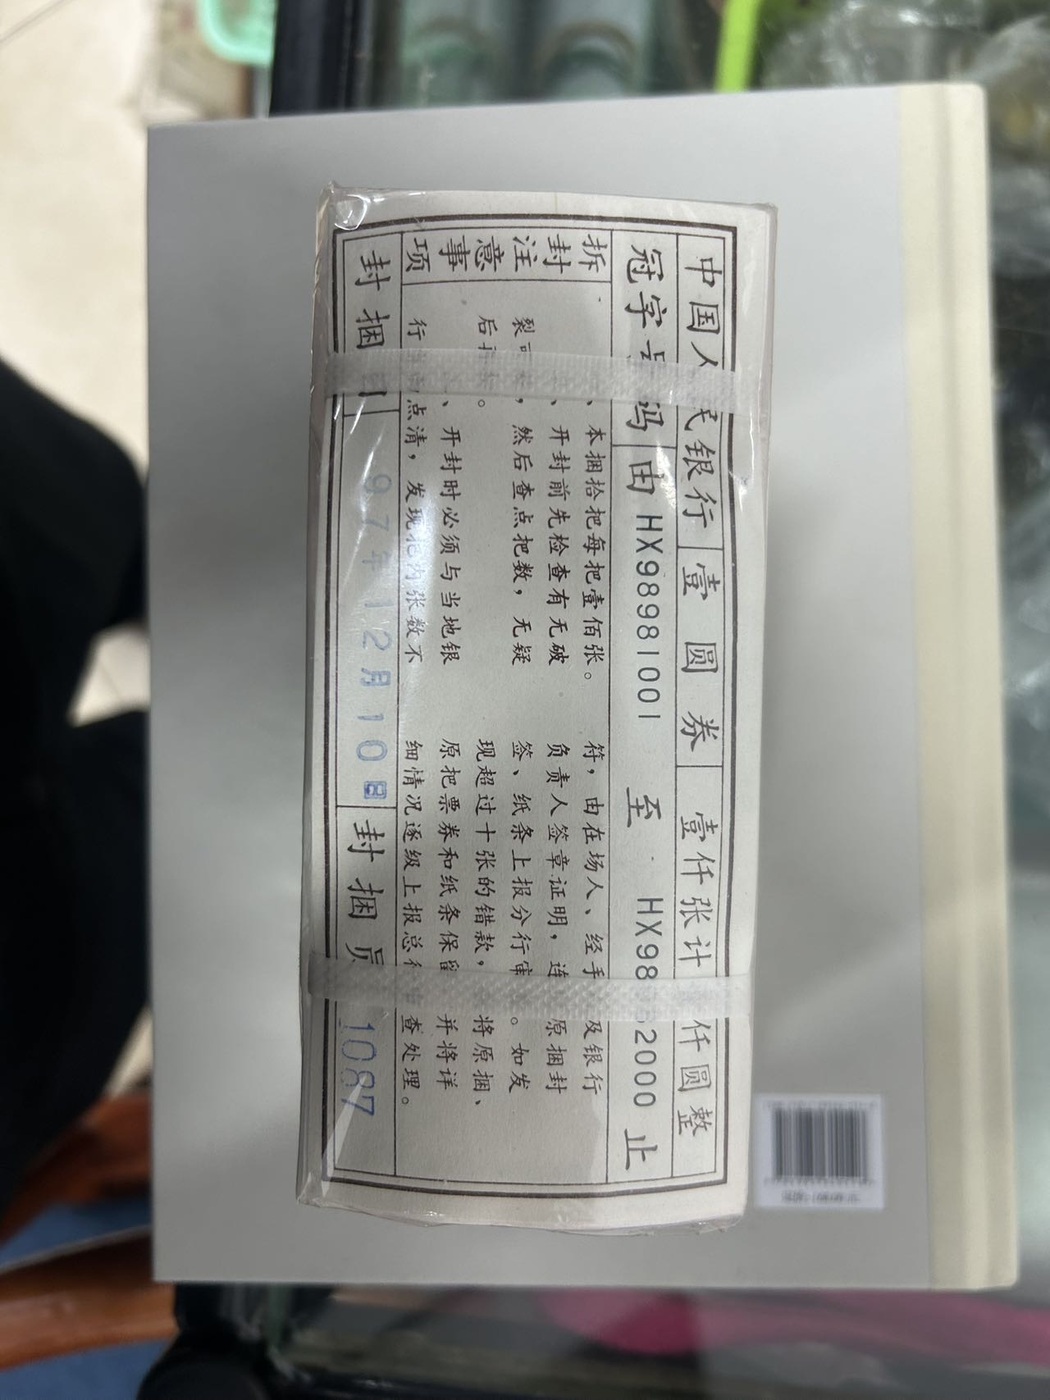 中国人民银行 壹圆券 壹仟张计 仟圆整
冠字号码 由 HX98981001 至 HX98 2000 止
拆封注意事项
、本捆拾把每把壹佰张。
、开封前先检查有无破
裂 ，然后查点把数，无疑
后 。
、开封时必须与当地银
行 点清，发现把内张数不
符，由在场人、经手 及银行
负责人签章证明，连 原捆封
签、纸条上报分行审 。如发
现超过十张的错款， 将原捆、
原把票券和纸条保留 并将详
细情况逐级上报总行 查处理。
封捆 97年12月10日 封捆员 1087